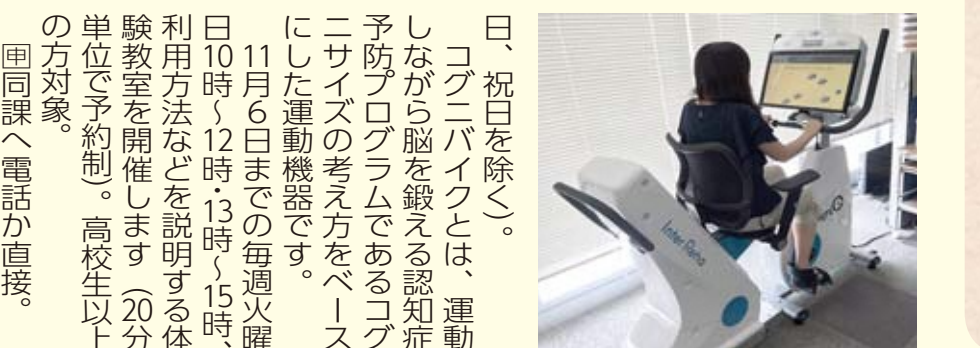 日、祝日を除く)。
コグニバイクとは、運動
しながら脳を鍛える認知症
予防プログラムであるコグ
ニサイズの考え方をベース
にした運動機器です。
11月6日までの毎週火曜
日10時〜12時・13時〜15時、
利用方法などを説明する体
験教室を開催します(20分
単位で予約制)。高校生以上
の方対象。
申同課へ電話か直接。
InterReha